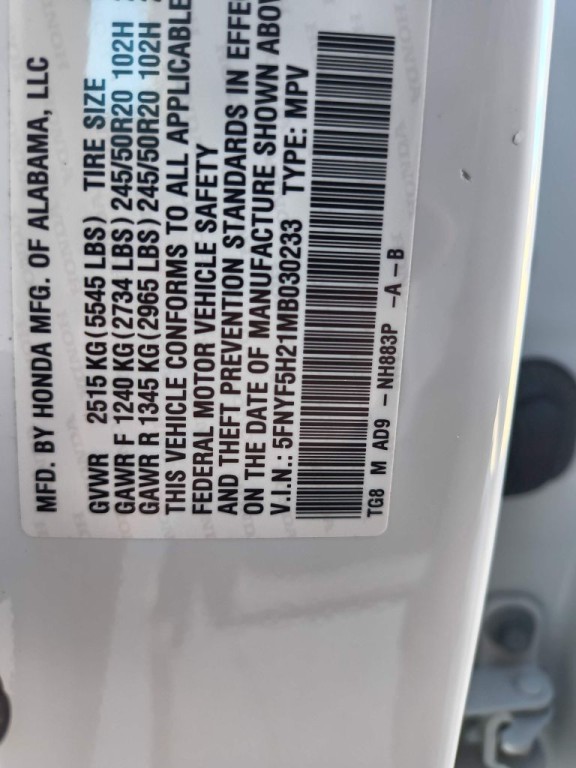 MFD. BY HONDA MFG. OF ALABAMA, LLC
GVWR 2515 KG (5545 LBS) TIRE SIZE
GAWR F 1240 KG (2734 LBS) 245/50R20 102H
GAWR R 1345 KG (2965 LBS) 245/50R20 102H
THIS VEHICLE CONFORMS TO ALL APPLICABLE
FEDERAL MOTOR VEHICLE SAFETY
AND THEFT PREVENTION STANDARDS IN EFFE
ON THE DATE OF MANUFACTURE SHOWN ABOV
V.I.N.: 5FNYF5H21MB030233 TYPE: MPV
TG8 M AD9 -NH883P -A-B